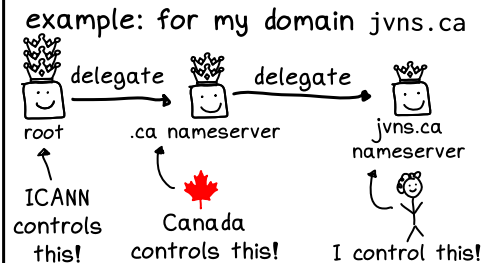 example: for my domain jvns.ca
delegate
delegate
root
.ca nameserver
jvns.ca
nameserver
ICANN
controls
this!
Canada
controls this!
I control this!